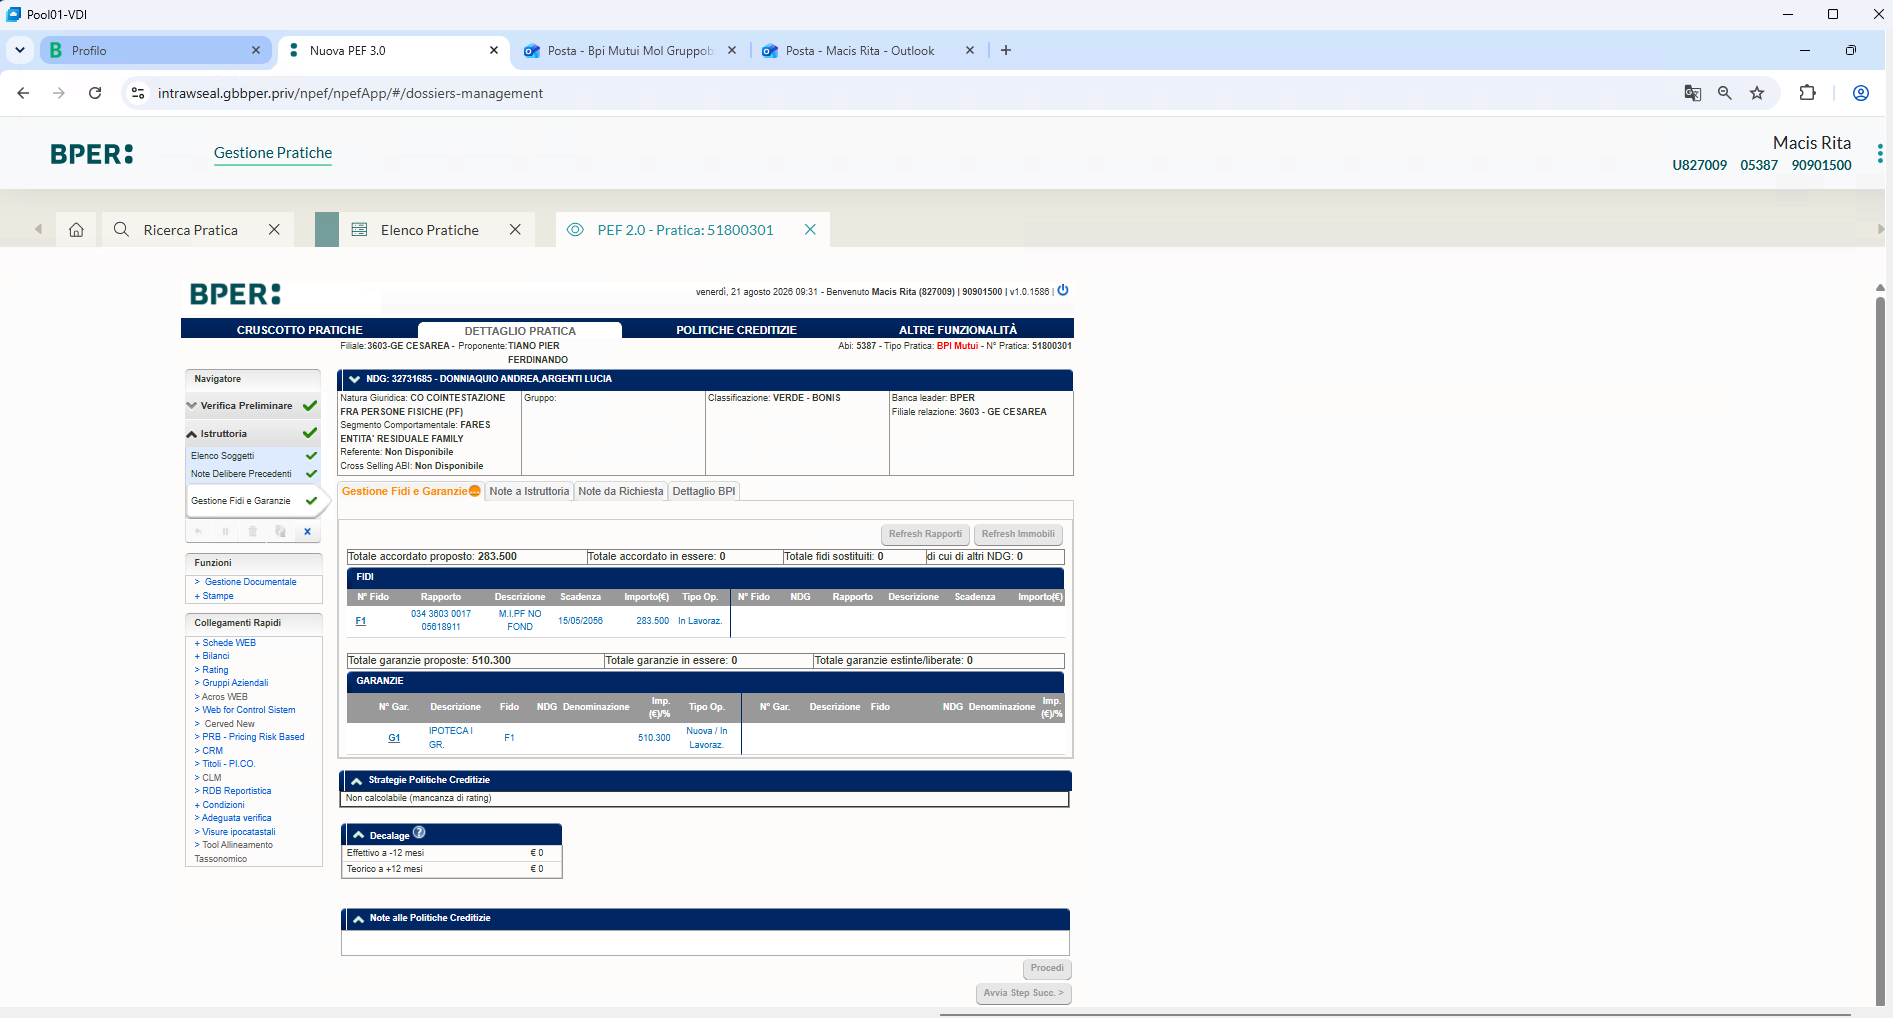 Pool01-VDI
Profilo
Nuova PEF 3.0
Posta - Bpi Mutui Mol Gruppob
Posta - Macis Rita - Outlook
intrawseal.gbbper.priv/npef/npefApp/#/dossiers-management
BPER:
Gestione Pratiche
Macis Rita
U827009 05387 90901500
Ricerca Pratica
Elenco Pratiche
PEF 2.0 - Pratica: 51800301
BPER:
venerdì, 21 agosto 2026 09:31 - Benvenuto Macis Rita (827009) | 90901500 | v1.0.1586 |
CRUSCOTTO PRATICHE
DETTAGLIO PRATICA
POLITICHE CREDITIZIE
ALTRE FUNZIONALITÀ
Filiale: 3603-GE CESAREA - Proponente: TIANO PIER
FERDINANDO
Abi: 5387 - Tipo Pratica: BPI Mutui - N° Pratica: 51800301
Navigatore
Verifica Preliminare
Istruttoria
Elenco Soggetti
Note Delibere Precedenti
Gestione Fidi e Garanzie
Funzioni
> Gestione Documentale
+ Stampe
Collegamenti Rapidi
+ Schede WEB
+ Bilanci
> Rating
> Gruppi Aziendali
> Acros WEB
> Web for Control Sistem
> Cerved New
> PRB - Pricing Risk Based
> CRM
> Titoli - PI.CO.
> CLM
> RDB Reportistica
+ Condizioni
> Adeguata verifica
> Visure ipocatastali
> Tool Allineamento
Tassonomico
NDG: 32731685 - DONNIAQUIO ANDREA,ARGENTI LUCIA
Natura Giuridica: CO COINTESTAZIONE
FRA PERSONE FISICHE (PF)
Segmento Comportamentale: FARES
ENTITA' RESIDUALE FAMILY
Referente: Non Disponibile
Cross Selling ABI: Non Disponibile
Gruppo:
Classificazione: VERDE - BONIS
Banca leader: BPER
Filiale relazione: 3603 - GE CESAREA
Gestione Fidi e Garanzie
Note a Istruttoria
Note da Richiesta
Dettaglio BPI
Refresh Rapporti
Refresh Immobili
Totale accordato proposto: 283.500
Totale accordato in essere: 0
Totale fidi sostituiti: 0
di cui di altri NDG: 0
FIDI
N° Fido Rapporto Descrizione Scadenza Importo(€) Tipo Op. N° Fido NDG Rapporto Descrizione Scadenza Importo(€)
F1 034 3603 0017 05618911 M.I.PF NO FOND 15/05/2056 283.500 In Lavoraz.
Totale garanzie proposte: 510.300
Totale garanzie in essere: 0
Totale garanzie estinte/liberate: 0
GARANZIE
N° Gar. Descrizione Fido NDG Denominazione Imp. (€)/% Tipo Op. N° Gar. Descrizione Fido NDG Denominazione Imp. (€)/%
G1 IPOTECA I GR. F1 510.300 Nuova / In Lavoraz.
Strategie Politiche Creditizie
Non calcolabile (mancanza di rating)
Decalage ?
Effettivo a -12 mesi € 0
Teorico a +12 mesi € 0
Note alle Politiche Creditizie
Procedi
Avvia Step Succ. >